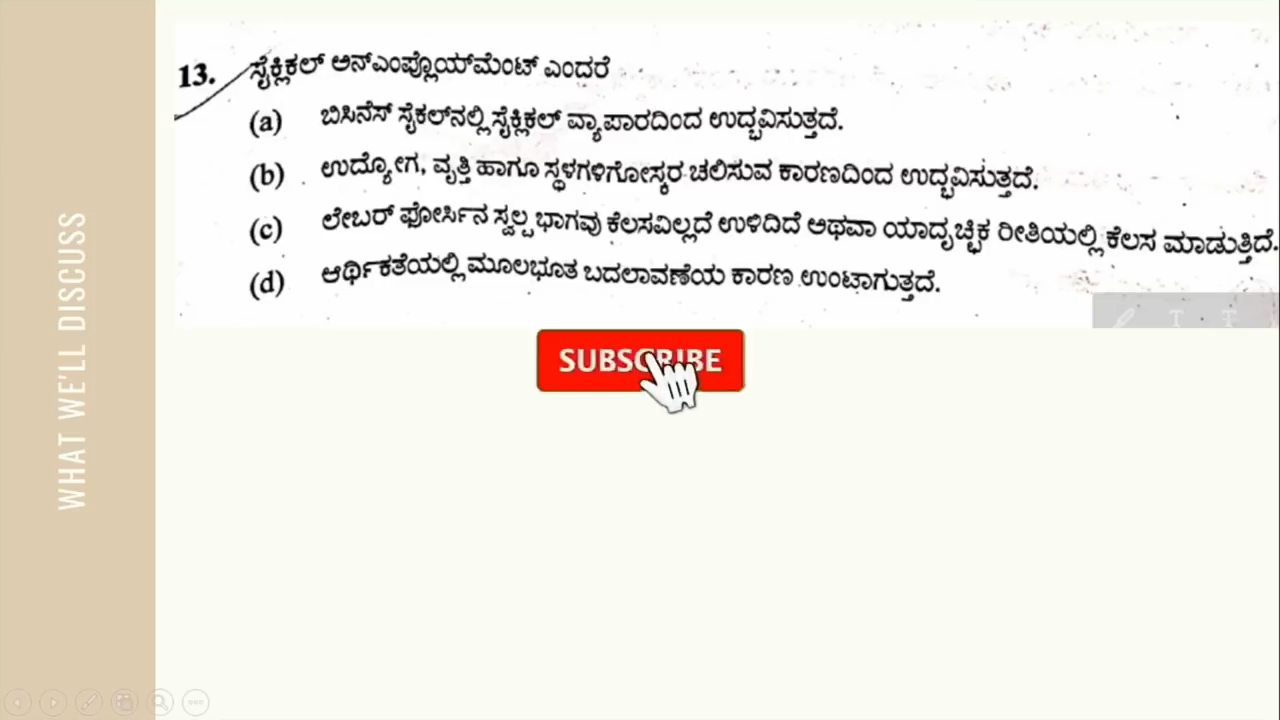 WHAT WE'LL DISCUSS
13. ಸೈಕ್ಲಿಕಲ್ ಅನ್‌ಎಂಪ್ಲೊಯ್‌ಮೆಂಟ್ ಎಂದರೆ
(a) ಬಿಸಿನೆಸ್ ಸೈಕಲ್‌ನಲ್ಲಿ ಸೈಕ್ಲಿಕಲ್ ವ್ಯಾಪಾರದಿಂದ ಉದ್ಭವಿಸುತ್ತದೆ.
(b) ಉದ್ಯೋಗ, ವೃತ್ತಿ ಹಾಗೂ ಸ್ಥಳಗಳಿಗೋಸ್ಕರ ಚಲಿಸುವ ಕಾರಣದಿಂದ ಉದ್ಭವಿಸುತ್ತದೆ.
(c) ಲೇಬರ್ ಫೋರ್ಸಿನ ಸ್ವಲ್ಪ ಭಾಗವು ಕೆಲಸವಿಲ್ಲದೆ ಉಳಿದಿದೆ ಅಥವಾ ಯಾದೃಚ್ಛಿಕ ರೀತಿಯಲ್ಲಿ ಕೆಲಸ ಮಾಡುತ್ತಿದೆ.
(d) ಆರ್ಥಿಕತೆಯಲ್ಲಿ ಮೂಲಭೂತ ಬದಲಾವಣೆಯ ಕಾರಣ ಉಂಟಾಗುತ್ತದೆ.
SUBSCRIBE